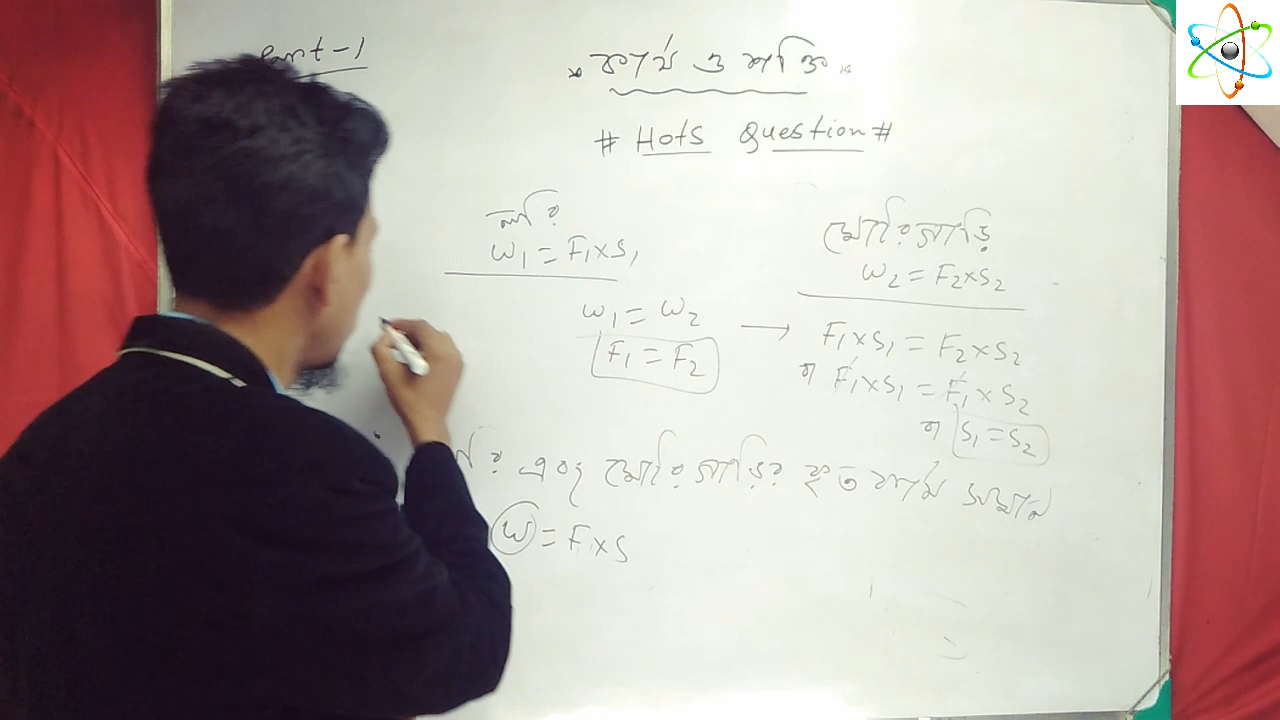 Part-1
* কার্য ও শক্তি *
# Hots Question #
লরি
W₁ = F₁×S₁
মোটরগাড়ি
W₂ = F₂×S₂
W₁ = W₂ →
F₁ = F₂
F₁×S₁ = F₂×S₂
বা F₁×S₁ = F₁×S₂
বা S₁ = S₂
এবং মোটরগাড়ির কৃত কার্য সমান
W = F×S